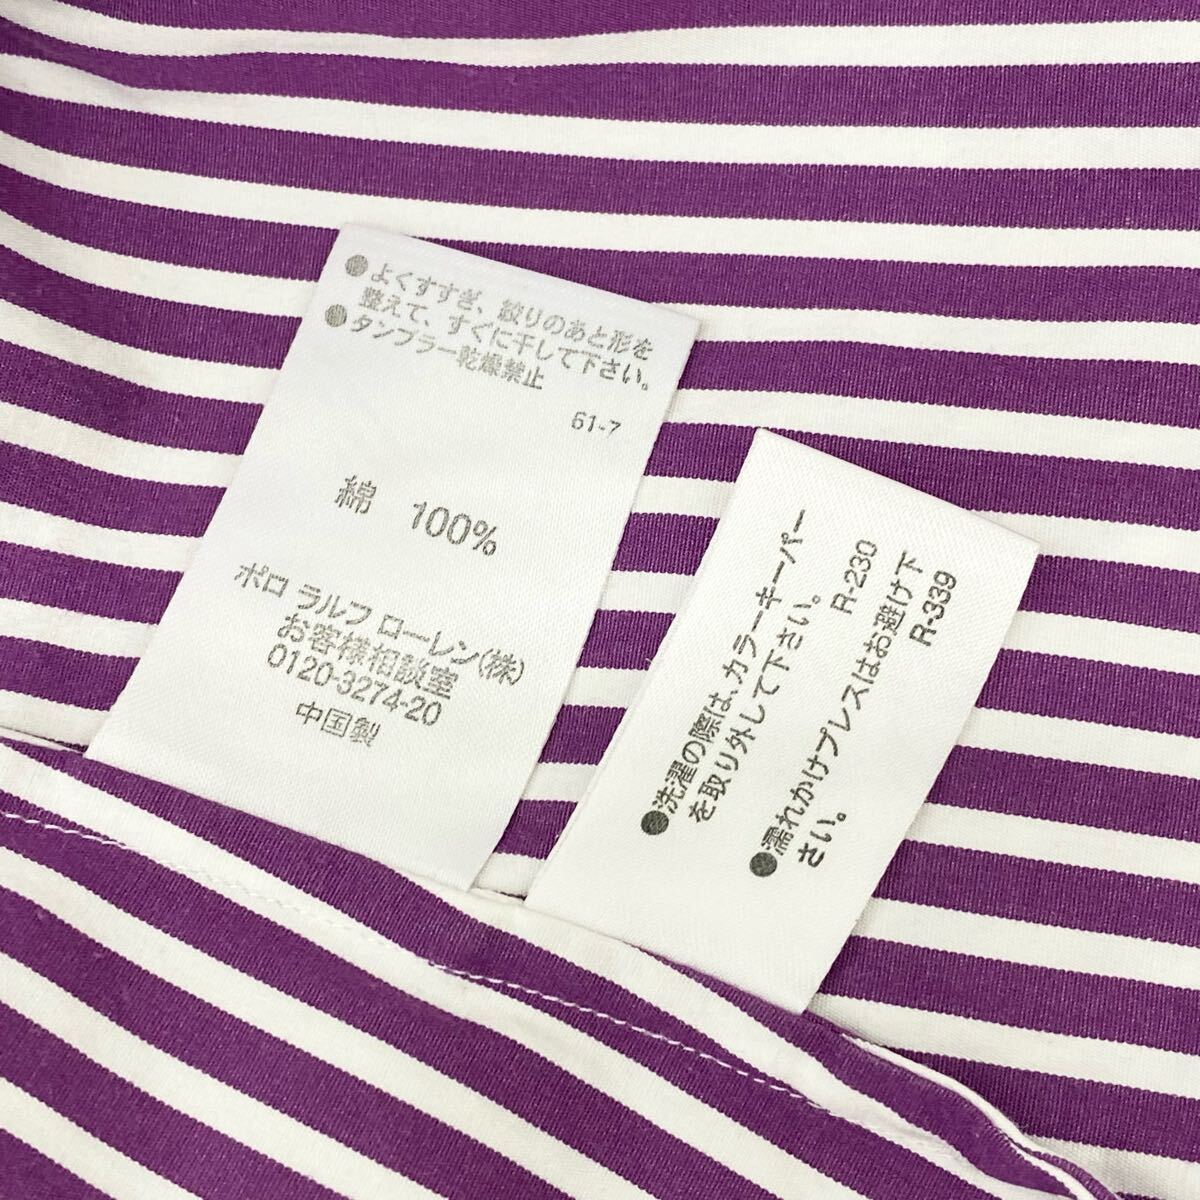 ●よくすすぎ、絞りのあと形を
整えて、すぐに干して下さい。
●タンブラー乾燥禁止
61-7
綿 100%
ポロ ラルフ ローレン(株)
お客様相談室
0120-3274-20
中国製
●洗濯の際は、カラーキーパー
を取り外して下さい。
R-230
●濡れかけプレスはお避け下
さい。
R-339